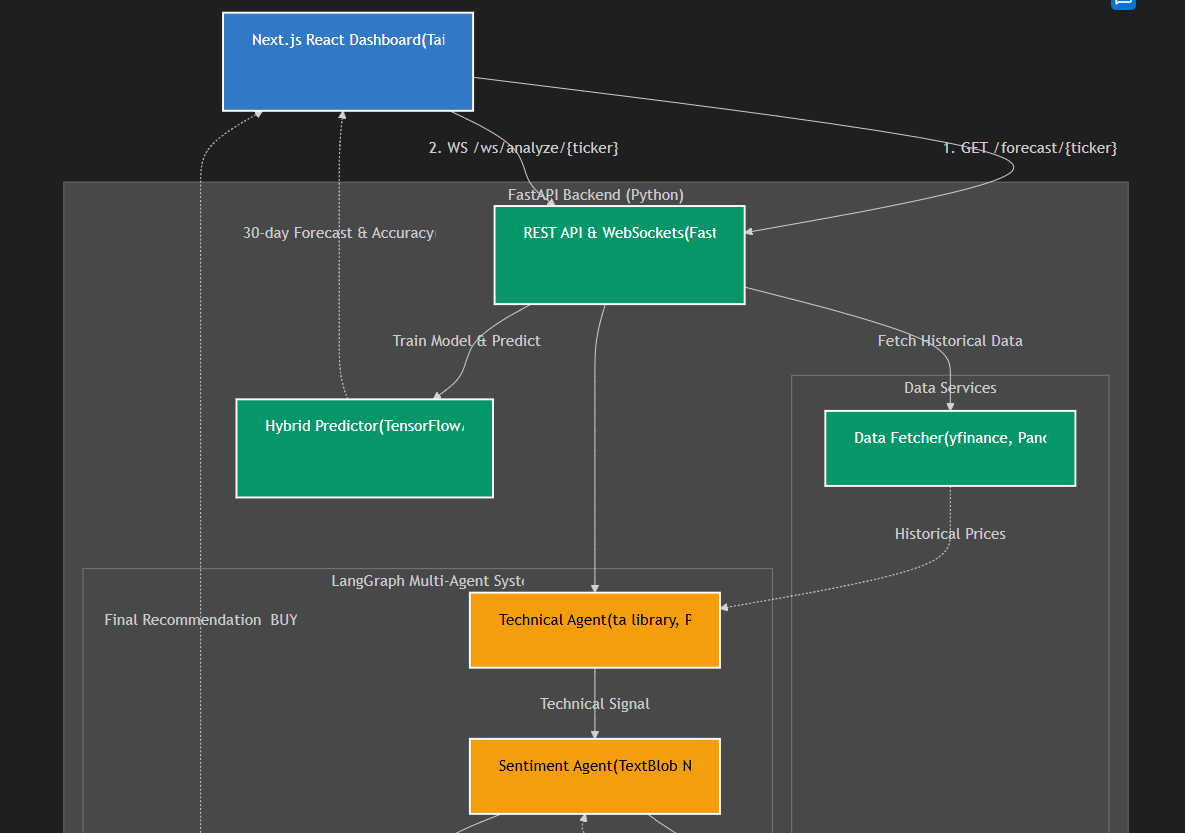 Next.js React Dashboard(Tai
2. WS /ws/analyze/{ticker}
1. GET /forecast/{ticker}
FastAPI Backend (Python)
30-day Forecast & Accuracy
REST API & WebSockets(Fast
Train Model & Predict
Fetch Historical Data
Data Services
Hybrid Predictor(TensorFlow/
Data Fetcher(yfinance, Pand
Historical Prices
LangGraph Multi-Agent Syste
Final Recommendation BUY
Technical Agent(ta library, P
Technical Signal
Sentiment Agent(TextBlob N